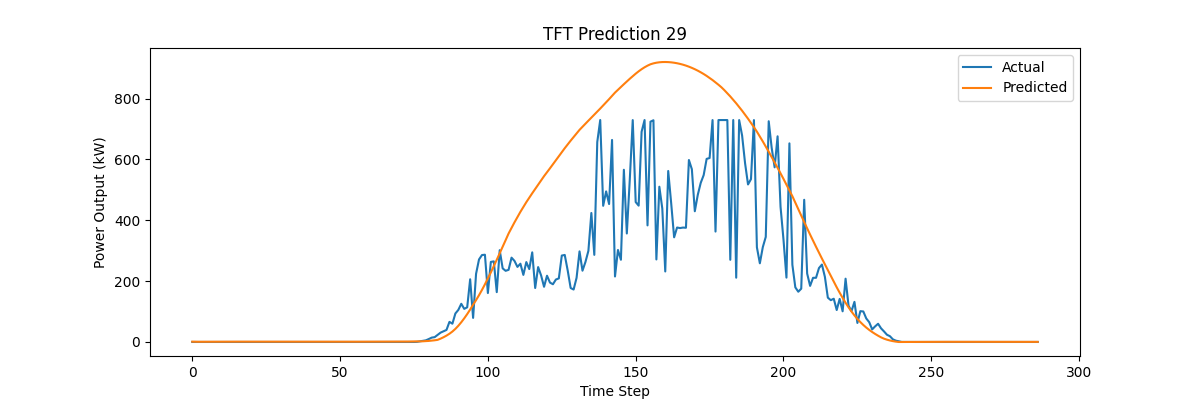 TFT Prediction 29
Actual
Predicted
Power Output (kW)
800
600
400
200
0
0 50 100 150 200 250 300
Time Step